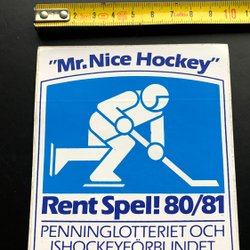 "Mr. Nice Hockey"
Rent Spel! 80/81
PENNINGLOTTERIET OCH
ISHOCKEYFÖRBUNDET